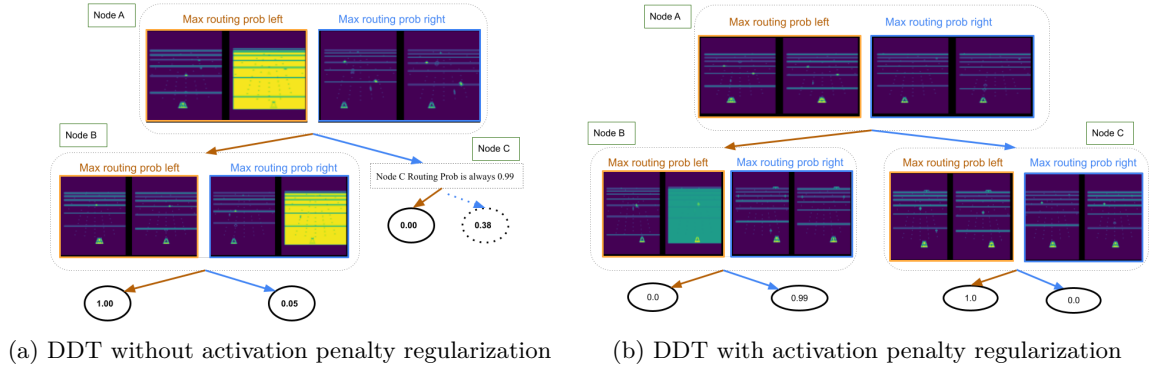 Node A
Max routing prob left
Max routing prob right
Node B
Max routing prob left
Max routing prob right
Node C
Node C Routing Prob is always 0.99
0.00
0.38
1.00
0.05
(a) DDT without activation penalty regularization
Node A
Max routing prob left
Max routing prob right
Node B
Max routing prob left
Max routing prob right
Node C
Max routing prob left
Max routing prob right
0.0
0.99
1.0
0.0
(b) DDT with activation penalty regularization